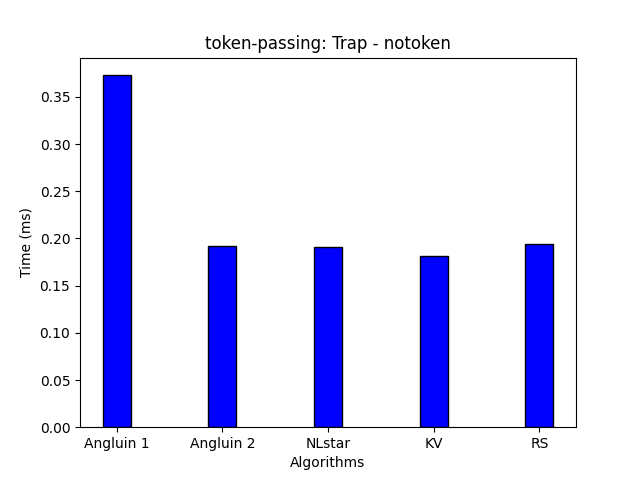 token-passing: Trap - notoken
0.35
0.30
0.25
0.20
0.15
0.10
0.05
0.00
Time (ms)
Angluin 1 Angluin 2 NLstar KV RS
Algorithms